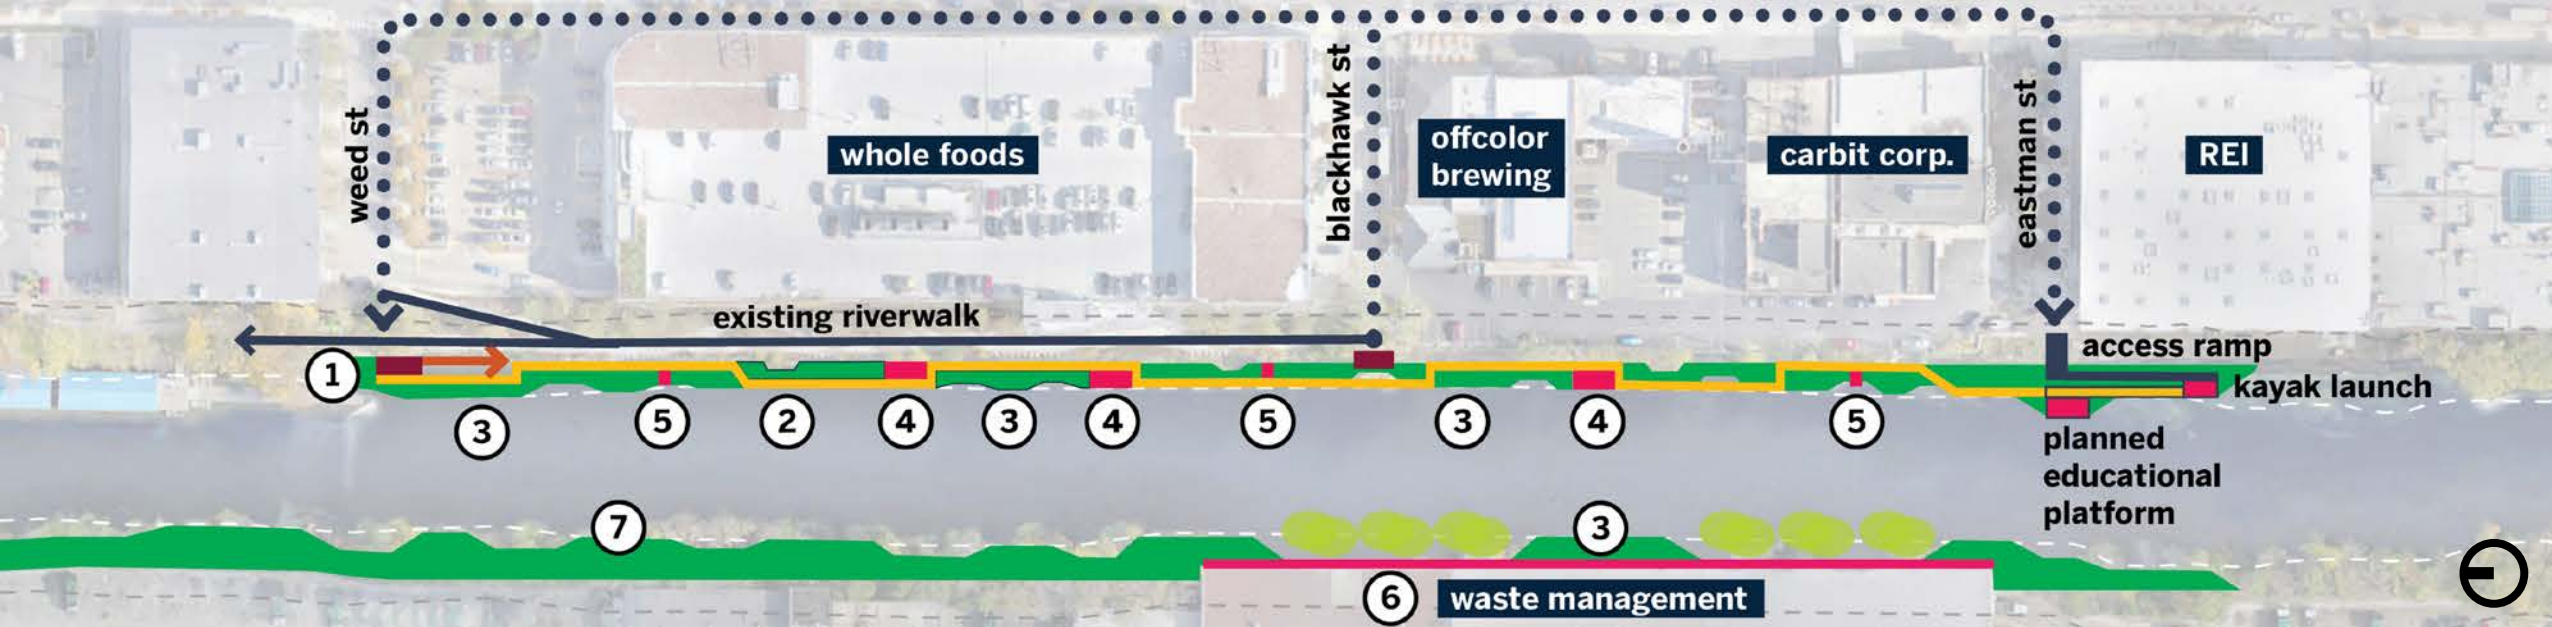 weed st
whole foods
blackhawk st
offcolor
brewing
carbit corp.
eastman st
REI
existing riverwalk
access ramp
kayak launch
1
3
5
2
4
3
4
5
3
4
5
planned
educational
platform
7
3
6
waste management